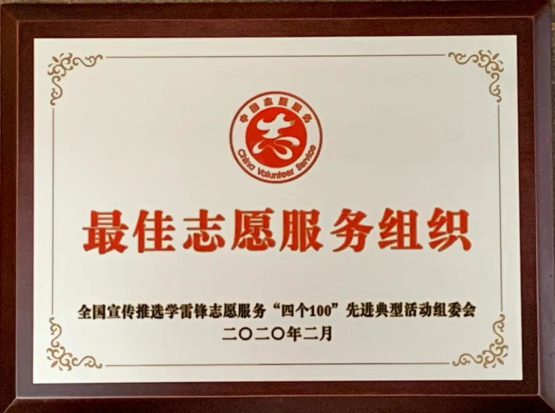 中国志愿服务
China Volunteer Service
最佳志愿服务组织
全国宣传推选学雷锋志愿服务“四个100”先进典型活动组委会
二〇二〇年二月